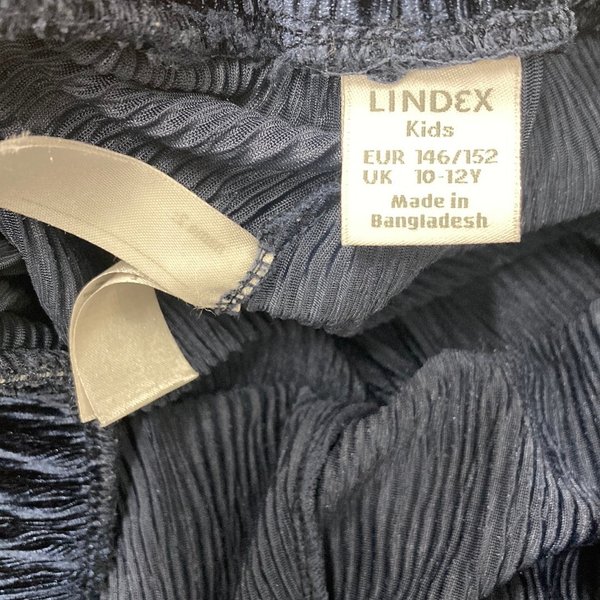 LINDEX
Kids
EUR 146/152
UK 10-12Y
Made in
Bangladesh